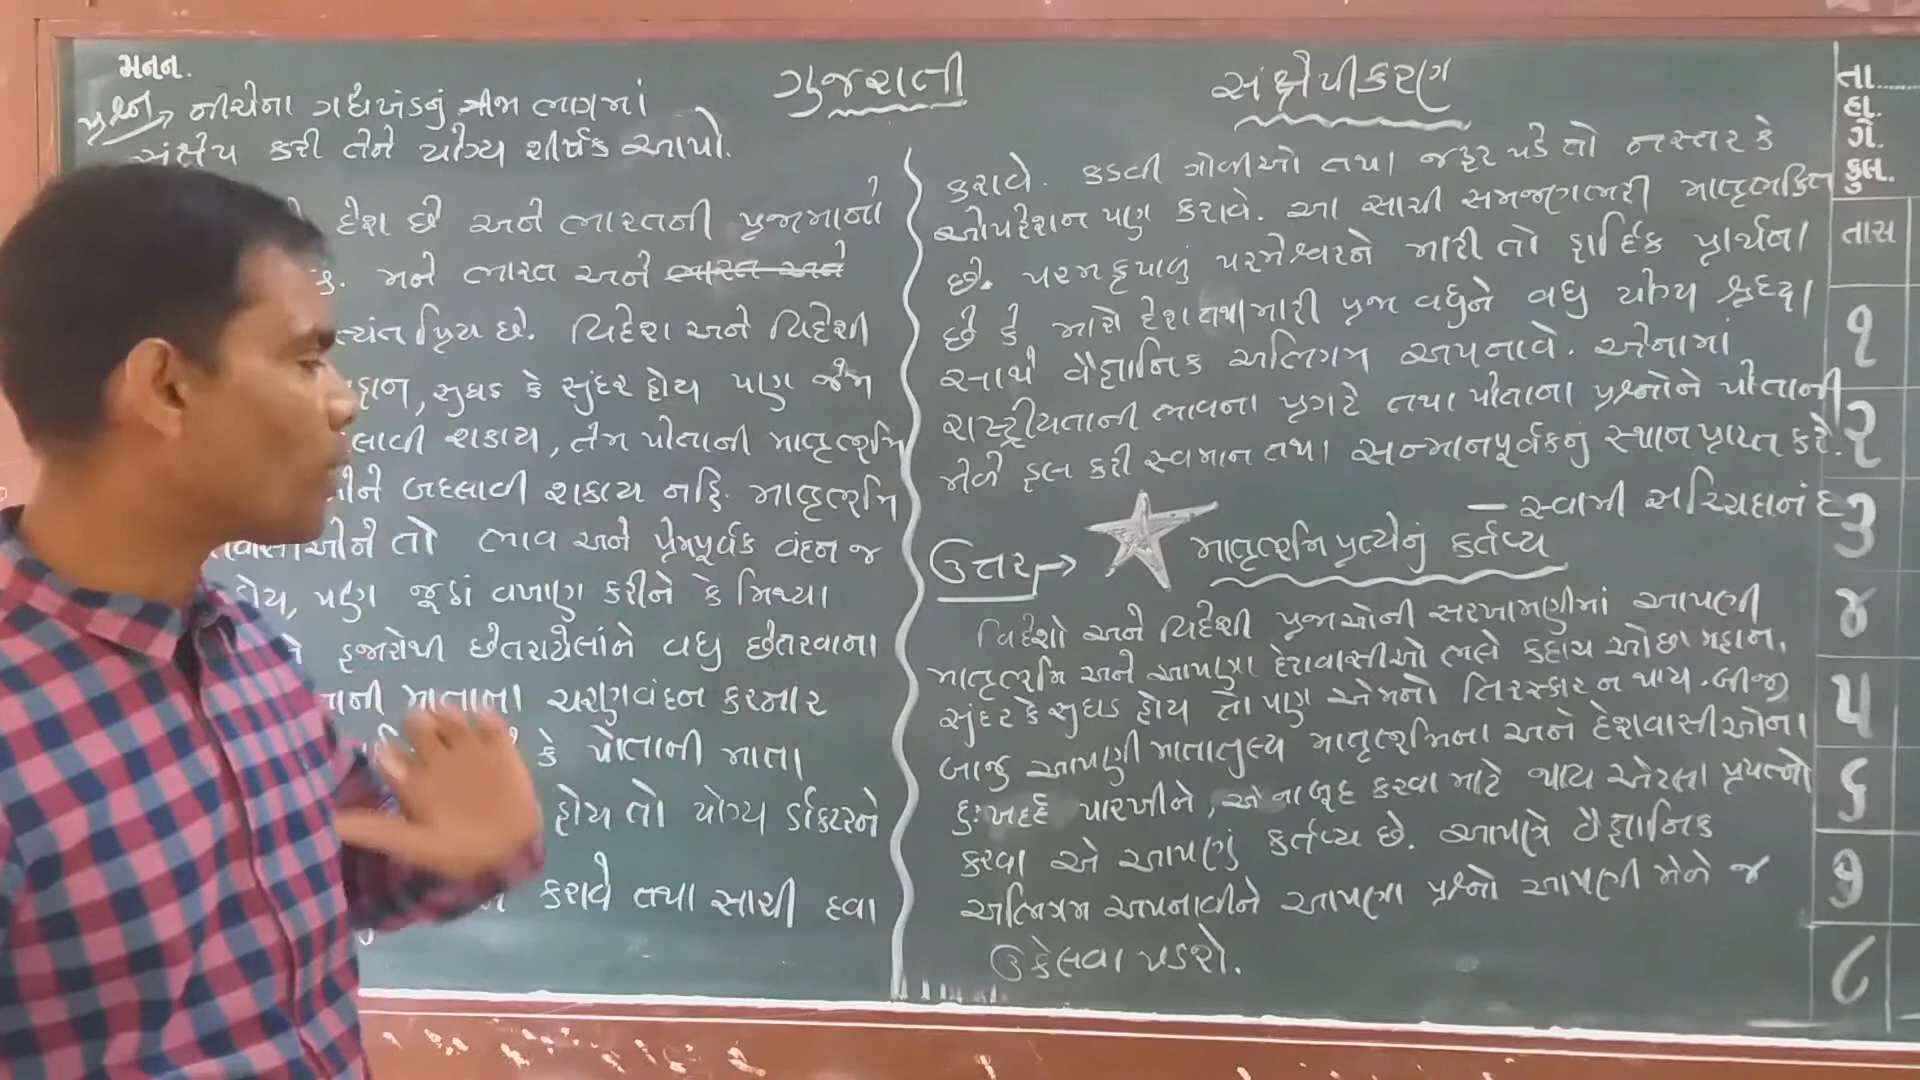 મનન.
ગુજરાતી
સંક્ષેપીકરણ
પ્રશ્ન → નીચેના ગદ્યખંડનું ત્રીજા ભાગમાં
સંક્ષેપ કરી તેને યોગ્ય શીર્ષક આપો.
દેશ છે અને ભારતની પ્રજામાનો
મને ભારત અને ભારત અને
પ્રિય છે. વિદેશ અને વિદેશી
, સુઘડ કે સુંદર હોય પણ જેમ
શકાય, તેમ પોતાની માતૃભૂમિ
બદલાવી શકાય નહિ. માતૃભૂમિ
તો ભાવ અને પ્રેમપૂર્વક વંદન જ
હોય, પણ જૂઠાં વખાણ કરીને કે મિથ્યા
હજારોથી છેતરાયેલાંને વધુ છેતરવાના
માતાના ચરણવંદન કરનાર
કે પોતાની માતા
હોય તો યોગ્ય ડૉક્ટરને
કરાવે તથા સાચી દવા
કરાવે. કડવી ગોળીઓ તથા જરૂર પડે તો નસ્તર કે
ઓપરેશન પણ કરાવે. આ સાચી સમજણભરી માતૃભક્તિ
છે. પરમ કૃપાળુ પરમેશ્વરને મારી તો હાર્દિક પ્રાર્થના
છે કે મારો દેશ તથા મારી પ્રજા વધુને વધુ યોગ્ય શ્રદ્ધા
સાથે વૈજ્ઞાનિક અભિગમ અપનાવે. એનામાં
રાષ્ટ્રીયતાની ભાવના પ્રગટે તથા પોતાના પ્રશ્નોને પોતાની
મેળે હલ કરી સ્વમાન તથા સન્માનપૂર્વકનું સ્થાન પ્રાપ્ત કરે.
— સ્વામી સચ્ચિદાનંદ
ઉત્તર → માતૃભૂમિ પ્રત્યેનું કર્તવ્ય
વિદેશો અને વિદેશી પ્રજાઓની સરખામણીમાં આપણી
માતૃભૂમિ અને આપણા દેશવાસીઓ ભલે કદાચ ઓછા મહાન,
સુંદર કે સુઘડ હોય તો પણ એમનો તિરસ્કાર ન થાય. બીજી
બાજુ આપણી માતાતુલ્ય માતૃભૂમિના અને દેશવાસીઓના
દુ:ખદર્દ પારખીને, એ નાબૂદ કરવા માટે થાય એટલા પ્રયત્નો
કરવા એ આપણું કર્તવ્ય છે. આપણે વૈજ્ઞાનિક
અભિગમ અપનાવીને આપણા પ્રશ્નો આપણી મેળે જ
ઉકેલવા પડશે.
તા......
હા.
ગે.
કુલ.
તાસ
૧
૨
૩
૪
૫
૬
૭
૮